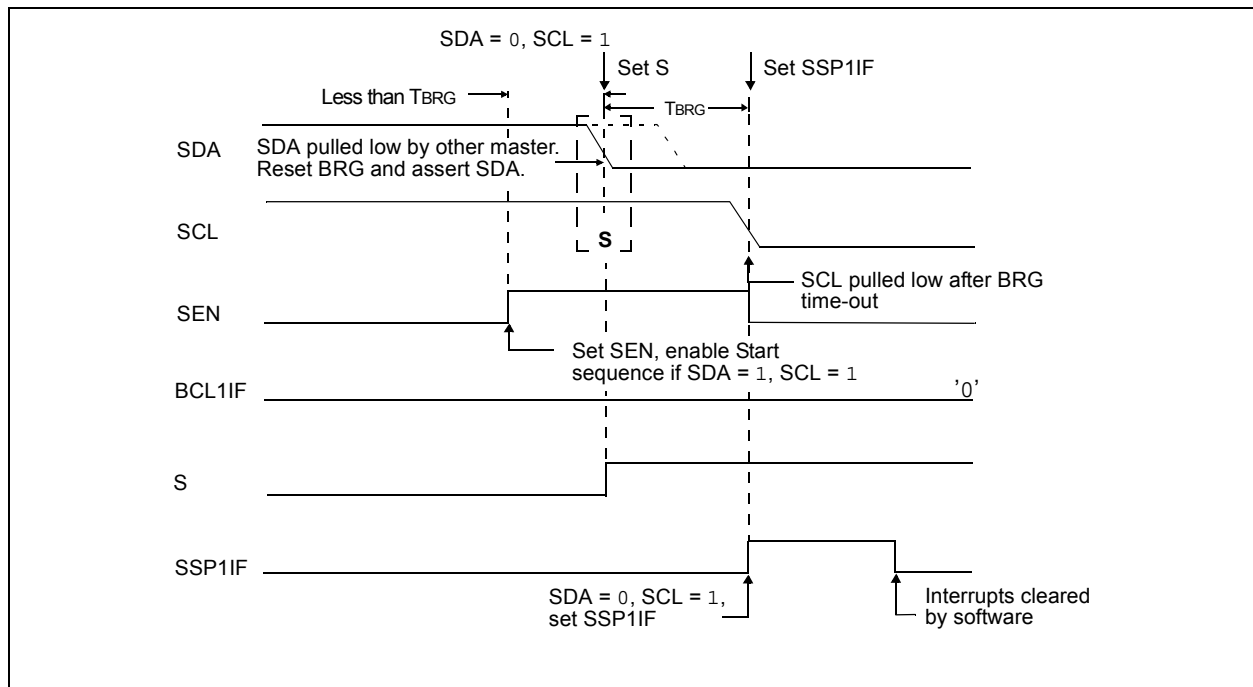 SDA = 0, SCL = 1
Set S
Set SSP1IF
Less than TBRG
TBRG
SDA
SDA pulled low by other master.
Reset BRG and assert SDA.
SCL
S
SCL pulled low after BRG
time-out
SEN
Set SEN, enable Start
sequence if SDA = 1, SCL = 1
BCL1IF
’0’
S
SSP1IF
SDA = 0, SCL = 1,
set SSP1IF
Interrupts cleared
by software